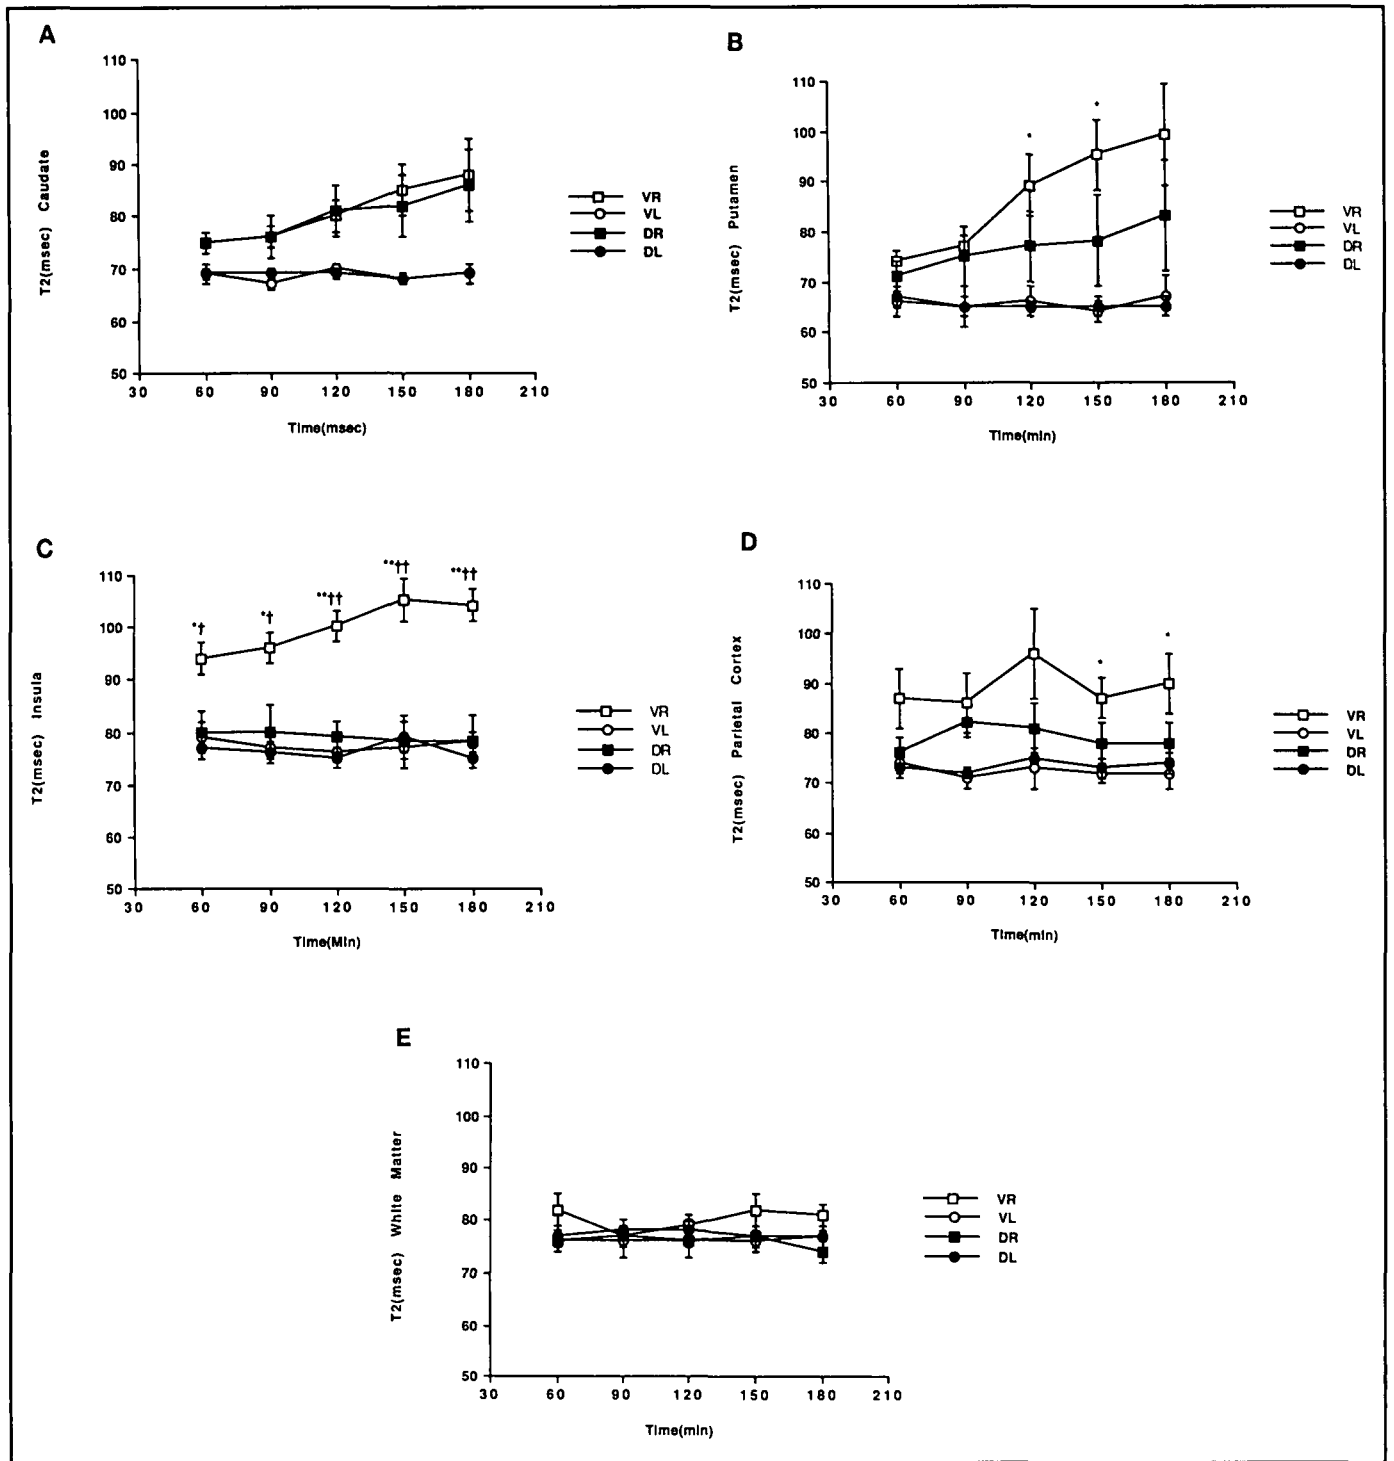 A
T2(msec) Caudate
110
100
90
80
70
60
50
30 60 90 120 150 180 210
Time(msec)
VR
VL
DR
DL
B
T2(msec) Putamen
110
100
90
80
70
60
50
30 60 90 120 150 180 210
Time(min)
* *
VR
VL
DR
DL
C
T2(msec) Insula
110
100
90
80
70
60
50
30 60 90 120 150 180 210
Time(Min)
*† *† **†† **†† **††
VR
VL
DR
DL
D
T2(msec) Parietal Cortex
110
100
90
80
70
60
50
30 60 90 120 150 180 210
Time(min)
* *
VR
VL
DR
DL
E
T2(msec) White Matter
110
100
90
80
70
60
50
30 60 90 120 150 180 210
Time(min)
VR
VL
DR
DL